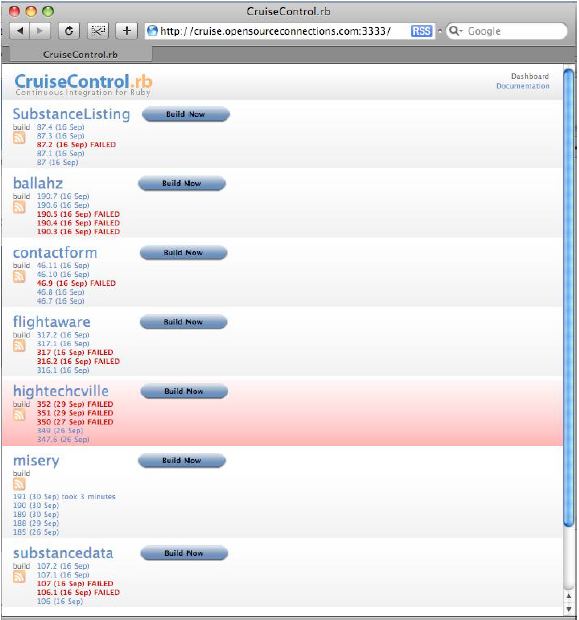 CruiseControl.rb
http://cruise.opensourceconnections.com:3333/
RSS
Google
CruiseControl.rb
CruiseControl.rb
Continuous Integration for Ruby
Dashboard
Documentation
SubstanceListing
Build Now
build 87.4 (16 Sep)
87.3 (16 Sep)
87.2 (16 Sep) FAILED
87.1 (16 Sep)
87 (16 Sep)
ballahz
Build Now
build 190.7 (16 Sep)
190.6 (16 Sep)
190.5 (16 Sep) FAILED
190.4 (16 Sep) FAILED
190.3 (16 Sep) FAILED
contactform
Build Now
build 46.11 (16 Sep)
46.10 (16 Sep)
46.9 (16 Sep) FAILED
46.8 (16 Sep)
46.7 (16 Sep)
flightaware
Build Now
build 317.2 (16 Sep)
317.1 (16 Sep)
317 (16 Sep) FAILED
316.2 (16 Sep) FAILED
316.1 (16 Sep)
hightechcville
Build Now
build 352 (29 Sep) FAILED
351 (29 Sep) FAILED
350 (27 Sep) FAILED
349 (26 Sep)
347.6 (26 Sep)
misery
Build Now
build
191 (30 Sep) took 3 minutes
190 (30 Sep)
189 (30 Sep)
188 (29 Sep)
185 (26 Sep)
substancedata
Build Now
build 107.2 (16 Sep)
107.1 (16 Sep)
107 (16 Sep) FAILED
106.1 (16 Sep) FAILED
106 (16 Sep)